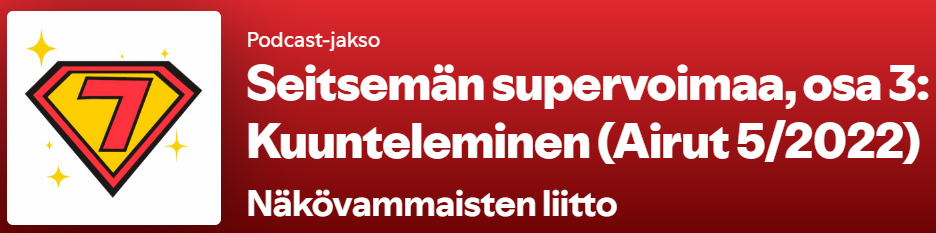 7
Podcast-jakso
Seitsemän supervoimaa, osa 3:
Kuunteleminen (Airut 5/2022)
Näkövammaisten liitto